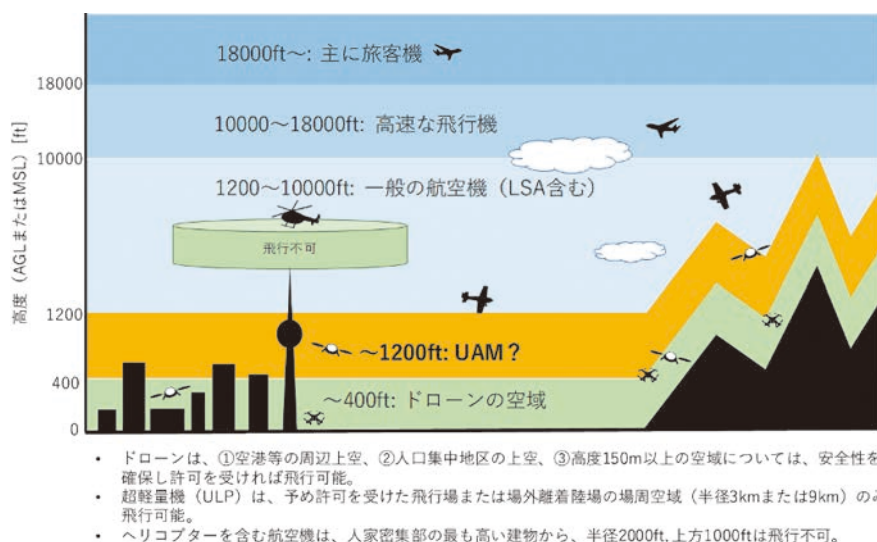 18000ft～: 主に旅客機
18000
10000～18000ft: 高速な飛行機
10000
1200～10000ft: 一般の航空機（LSA含む）
飛行不可
高度（AGLまたはMSL）[ft]
1200
～1200ft: UAM？
400
～400ft: ドローンの空域
0
• ドローンは、①空港等の周辺上空、②人口集中地区の上空、③高度150m以上の空域については、安全性を
確保し許可を受ければ飛行可能。
• 超軽量機（ULP）は、予め許可を受けた飛行場または場外離着陸場の場周空域（半径3kmまたは9km）の
飛行可能。
• ヘリコプターを含む航空機は、人家密集部の最も高い建物から、半径2000ft, 上方1000ftは飛行不可。